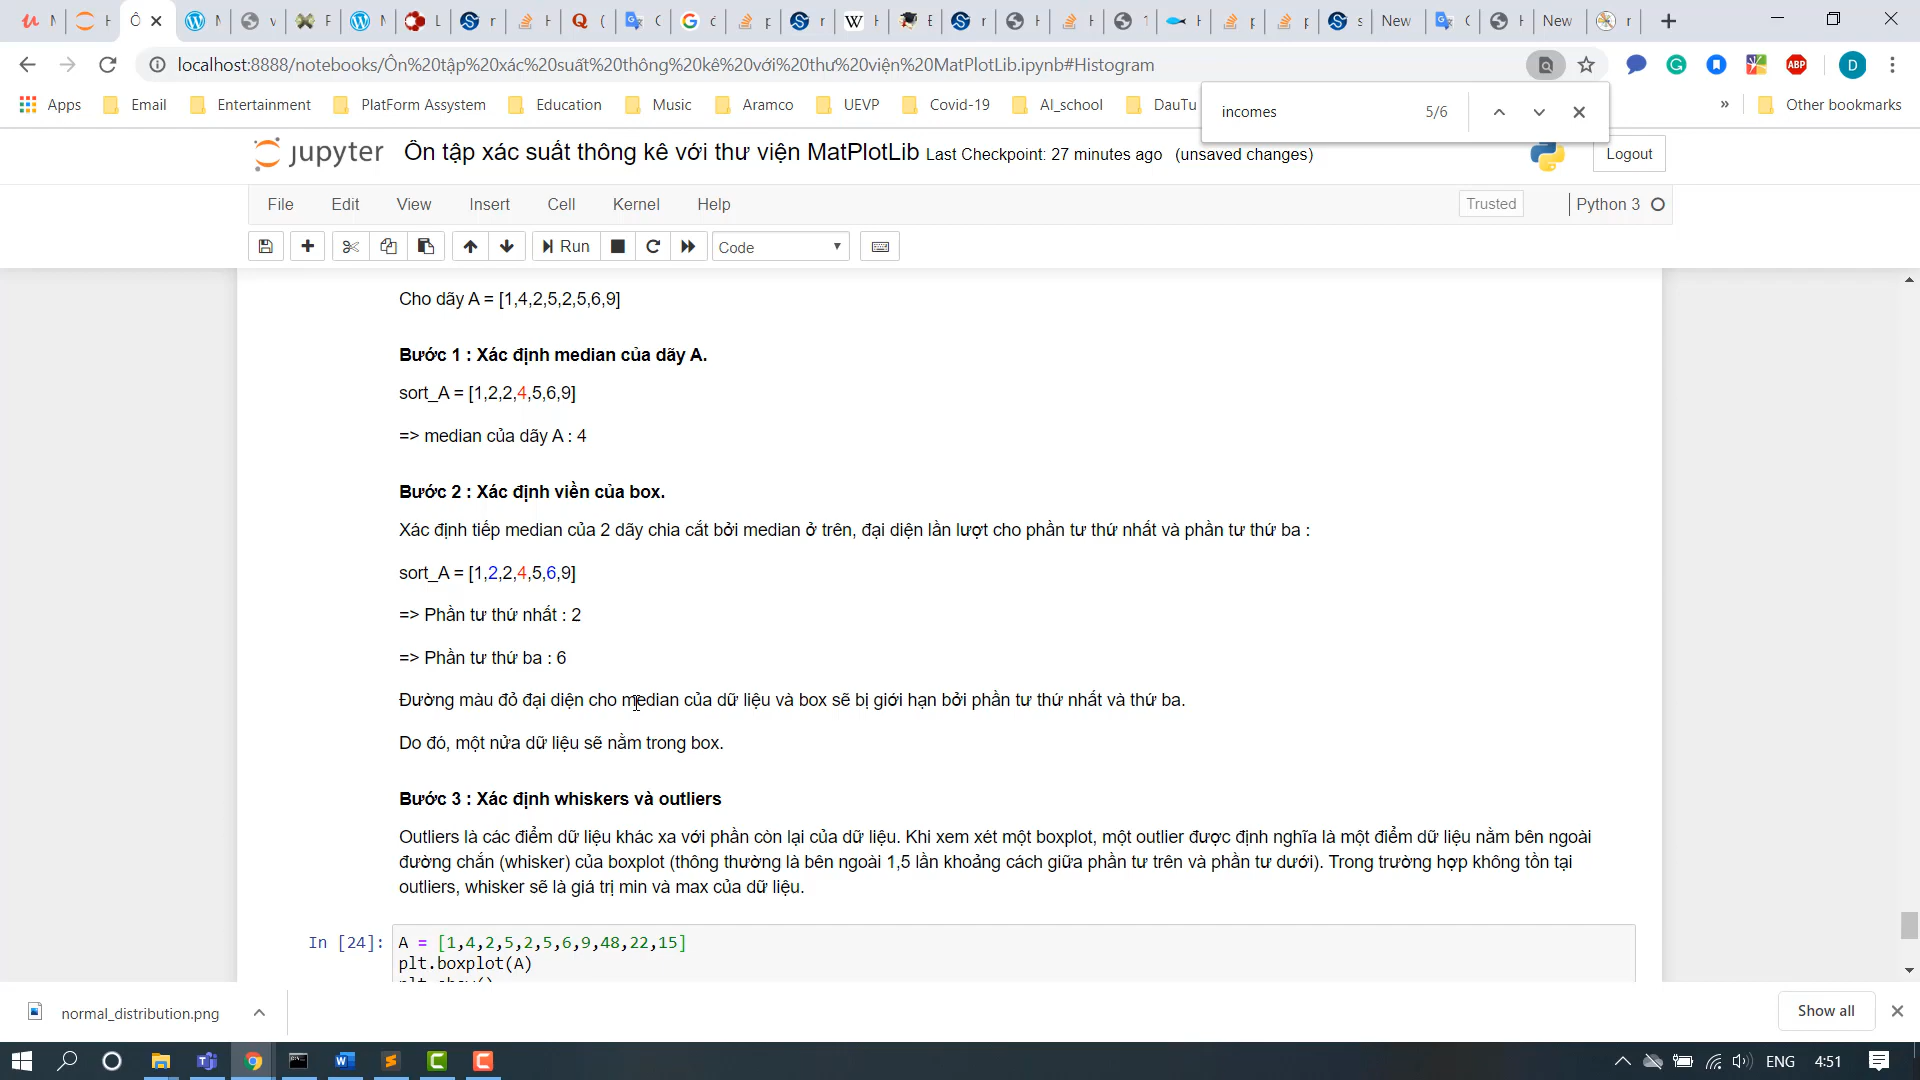 localhost:8888/notebooks/Ôn%20tập%20xác%20suất%20thông%20kê%20với%20thư%20viện%20MatPlotLib.ipynb#Histogram
Apps Email Entertainment PlatForm Assystem Education Music Aramco UEVP Covid-19 AI_school DauTu » Other bookmarks
incomes 5/6
jupyter Ôn tập xác suất thông kê với thư viện MatPlotLib Last Checkpoint: 27 minutes ago (unsaved changes)
Logout
File Edit View Insert Cell Kernel Help Trusted Python 3
Run Code
Cho dãy A = [1,4,2,5,2,5,6,9]
Bước 1 : Xác định median của dãy A.
sort_A = [1,2,2,4,5,6,9]
=> median của dãy A : 4
Bước 2 : Xác định viền của box.
Xác định tiếp median của 2 dãy chia cắt bởi median ở trên, đại diện lần lượt cho phần tư thứ nhất và phần tư thứ ba :
sort_A = [1,2,2,4,5,6,9]
=> Phần tư thứ nhất : 2
=> Phần tư thứ ba : 6
Đường màu đỏ đại diện cho median của dữ liệu và box sẽ bị giới hạn bởi phần tư thứ nhất và thứ ba.
Do đó, một nửa dữ liệu sẽ nằm trong box.
Bước 3 : Xác định whiskers và outliers
Outliers là các điểm dữ liệu khác xa với phần còn lại của dữ liệu. Khi xem xét một boxplot, một outlier được định nghĩa là một điểm dữ liệu nằm bên ngoài
đường chắn (whisker) của boxplot (thông thường là bên ngoài 1,5 lần khoảng cách giữa phần tư trên và phần tư dưới). Trong trường hợp không tồn tại
outliers, whisker sẽ là giá trị min và max của dữ liệu.
In [24]: A = [1,4,2,5,2,5,6,9,48,22,15]
plt.boxplot(A)
normal_distribution.png
Show all
ENG 4:51